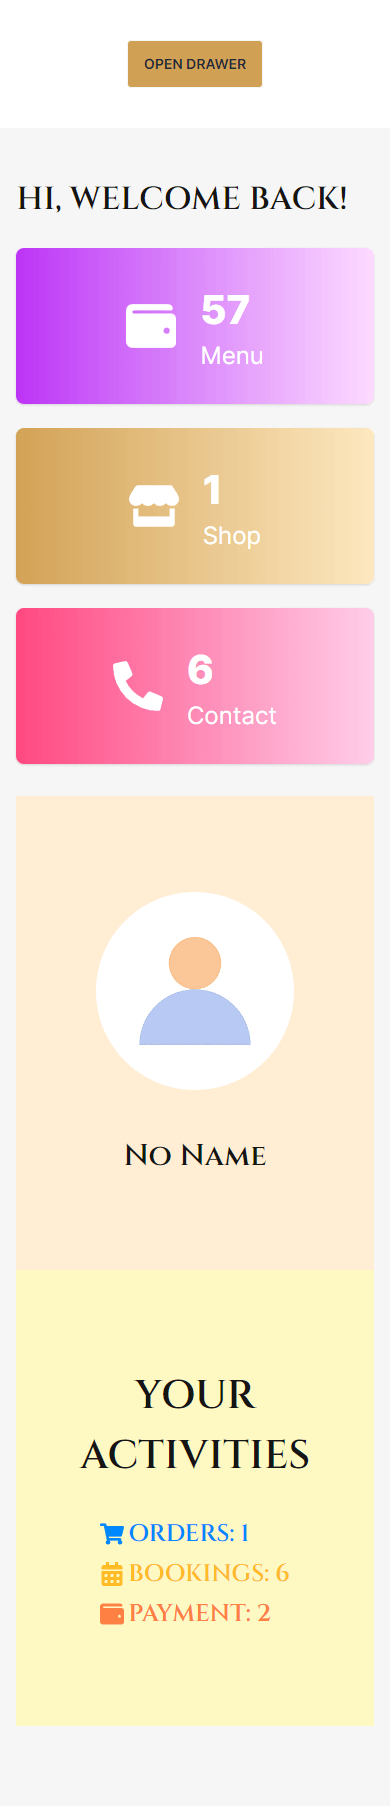 OPEN DRAWER
HI, WELCOME BACK!
57
Menu
1
Shop
6
Contact
No Name
YOUR
ACTIVITIES
ORDERS: 1
BOOKINGS: 6
PAYMENT: 2